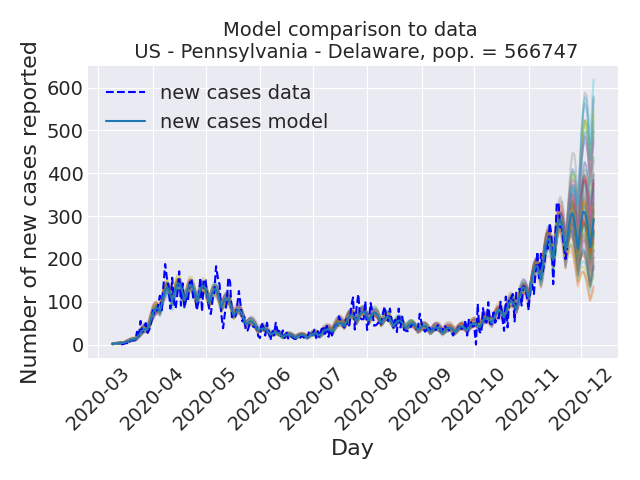 Model comparison to data
US - Pennsylvania - Delaware, pop. = 566747
Number of new cases reported
600
500
400
300
200
100
0
new cases data
new cases model
2020-03
2020-04
2020-05
2020-06
2020-07
2020-08
2020-09
2020-10
2020-11
2020-12
Day